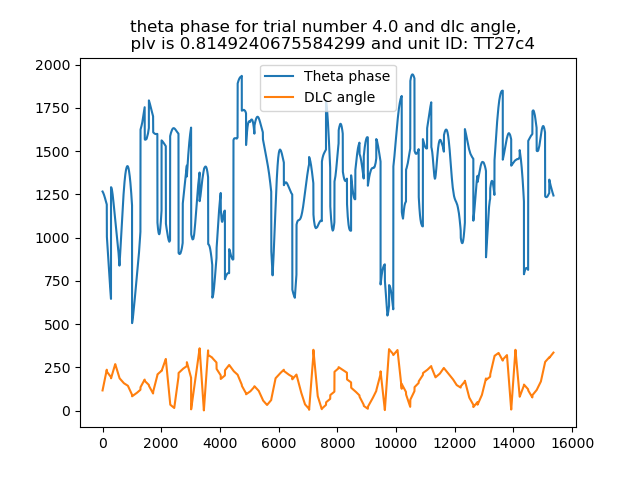 theta phase for trial number 4.0 and dlc angle,
plv is 0.8149240675584299 and unit ID: TT27c4
Theta phase
DLC angle
2000
1750
1500
1250
1000
750
500
250
0
0 2000 4000 6000 8000 10000 12000 14000 16000